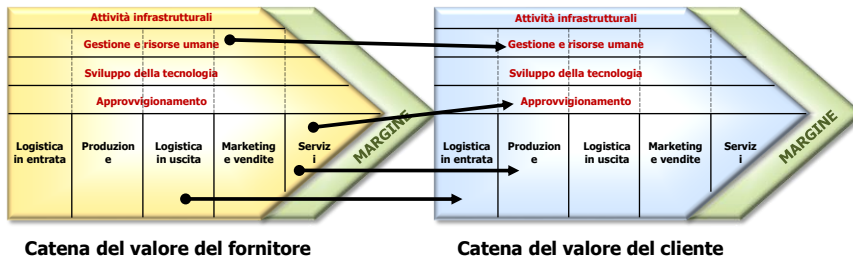 Attività infrastrutturali
Gestione e risorse umane
Sviluppo della tecnologia
Approvvigionamento
Logistica
in entrata
Produzion
e
Logistica
in uscita
Marketing
e vendite
Serviz
i
MARGINE
Catena del valore del fornitore
Attività infrastrutturali
Gestione e risorse umane
Sviluppo della tecnologia
Approvvigionamento
Logistica
in entrata
Produzion
e
Logistica
in uscita
Marketing
e vendite
Serviz
i
MARGINE
Catena del valore del cliente